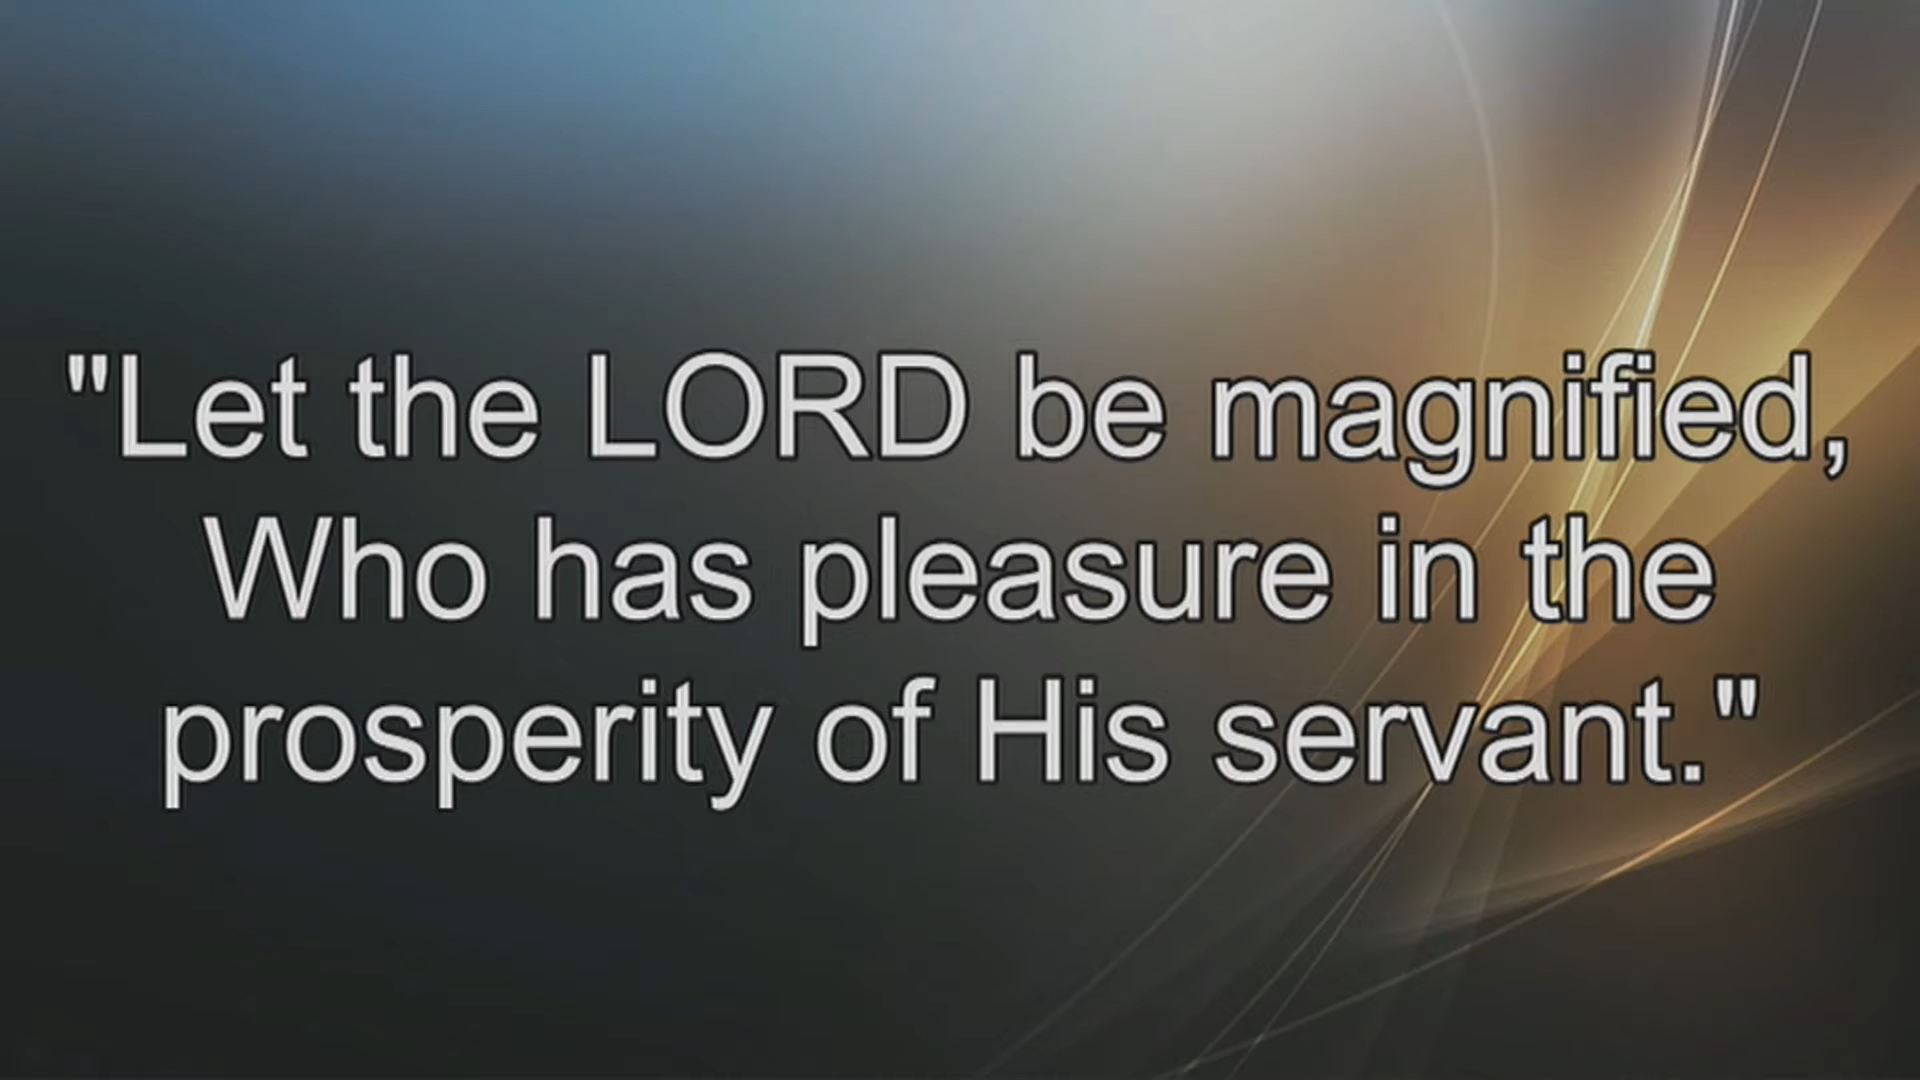 "Let the LORD be magnified,
Who has pleasure in the
prosperity of His servant."